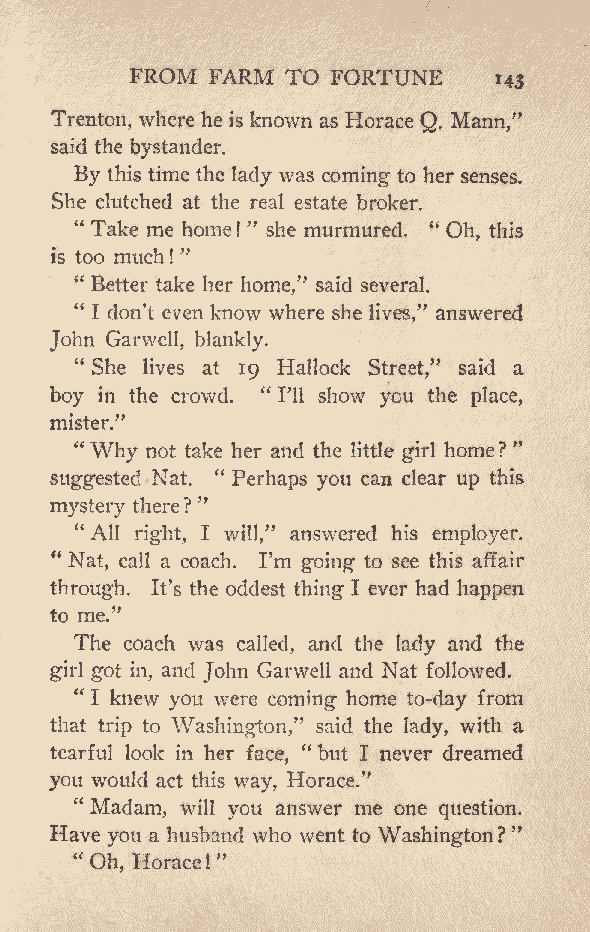 FROM FARM TO FORTUNE 143
Trenton, where he is known as Horace Q. Mann,”
said the bystander.
By this time the lady was coming to her senses.
She clutched at the real estate broker.
“ Take me home! ” she murmured. “ Oh, this
is too much! ”
“ Better take her home,” said several.
“ I don’t even know where she lives,” answered
John Garwell, blankly.
“ She lives at 19 Hallock Street,” said a
boy in the crowd. “ I’ll show you the place,
mister.”
“ Why not take her and the little girl home? ”
suggested Nat. “ Perhaps you can clear up this
mystery there? ”
“ All right, I will,” answered his employer.
“ Nat, call a coach. I’m going to see this affair
through. It’s the oddest thing I ever had happen
to me.”
The coach was called, and the lady and the
girl got in, and John Garwell and Nat followed.
“ I knew you were coming home to-day from
that trip to Washington,” said the lady, with a
tearful look in her face, “ but I never dreamed
you would act this way, Horace.”
“ Madam, will you answer me one question.
Have you a husband who went to Washington? ”
“ Oh, Horace! ”